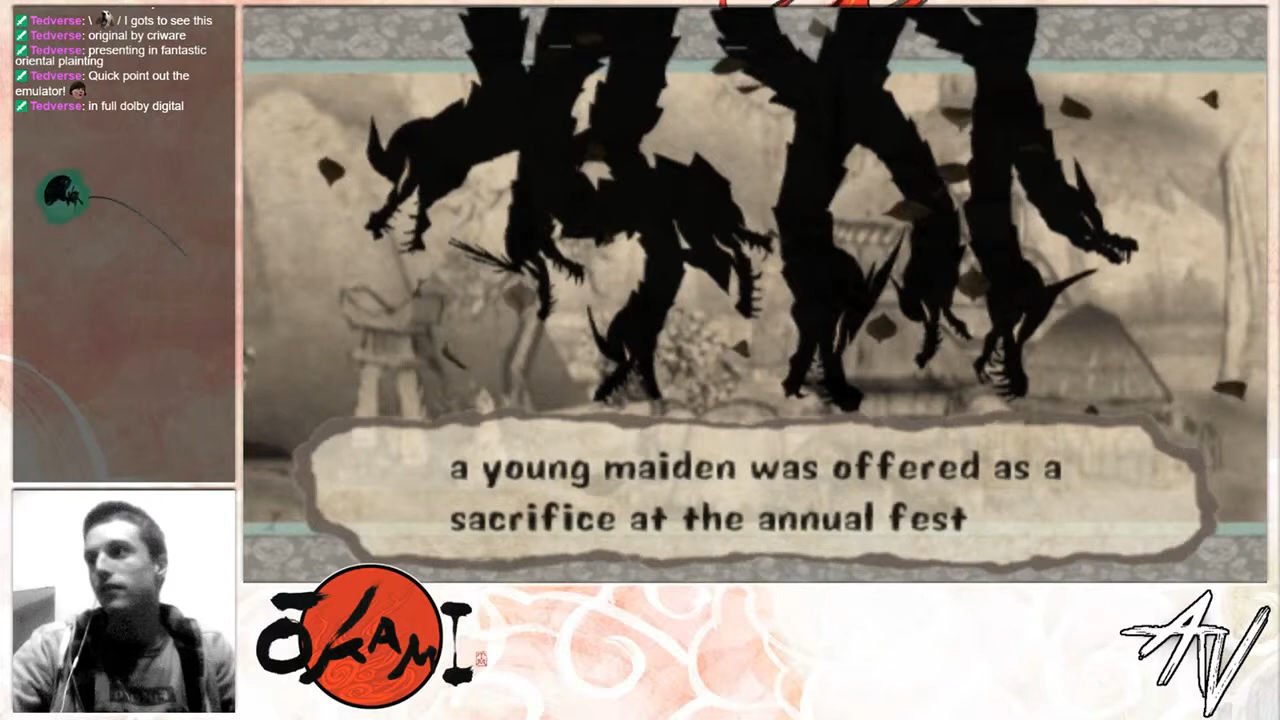 Tedverse: \ / I gots to see this
Tedverse: original by criware
Tedverse: presenting in fantastic
oriental plainting
Tedverse: Quick point out the
emulator!
Tedverse: in full dolby digital
a young maiden was offered as a
sacrifice at the annual fest
ōkAMI
AV